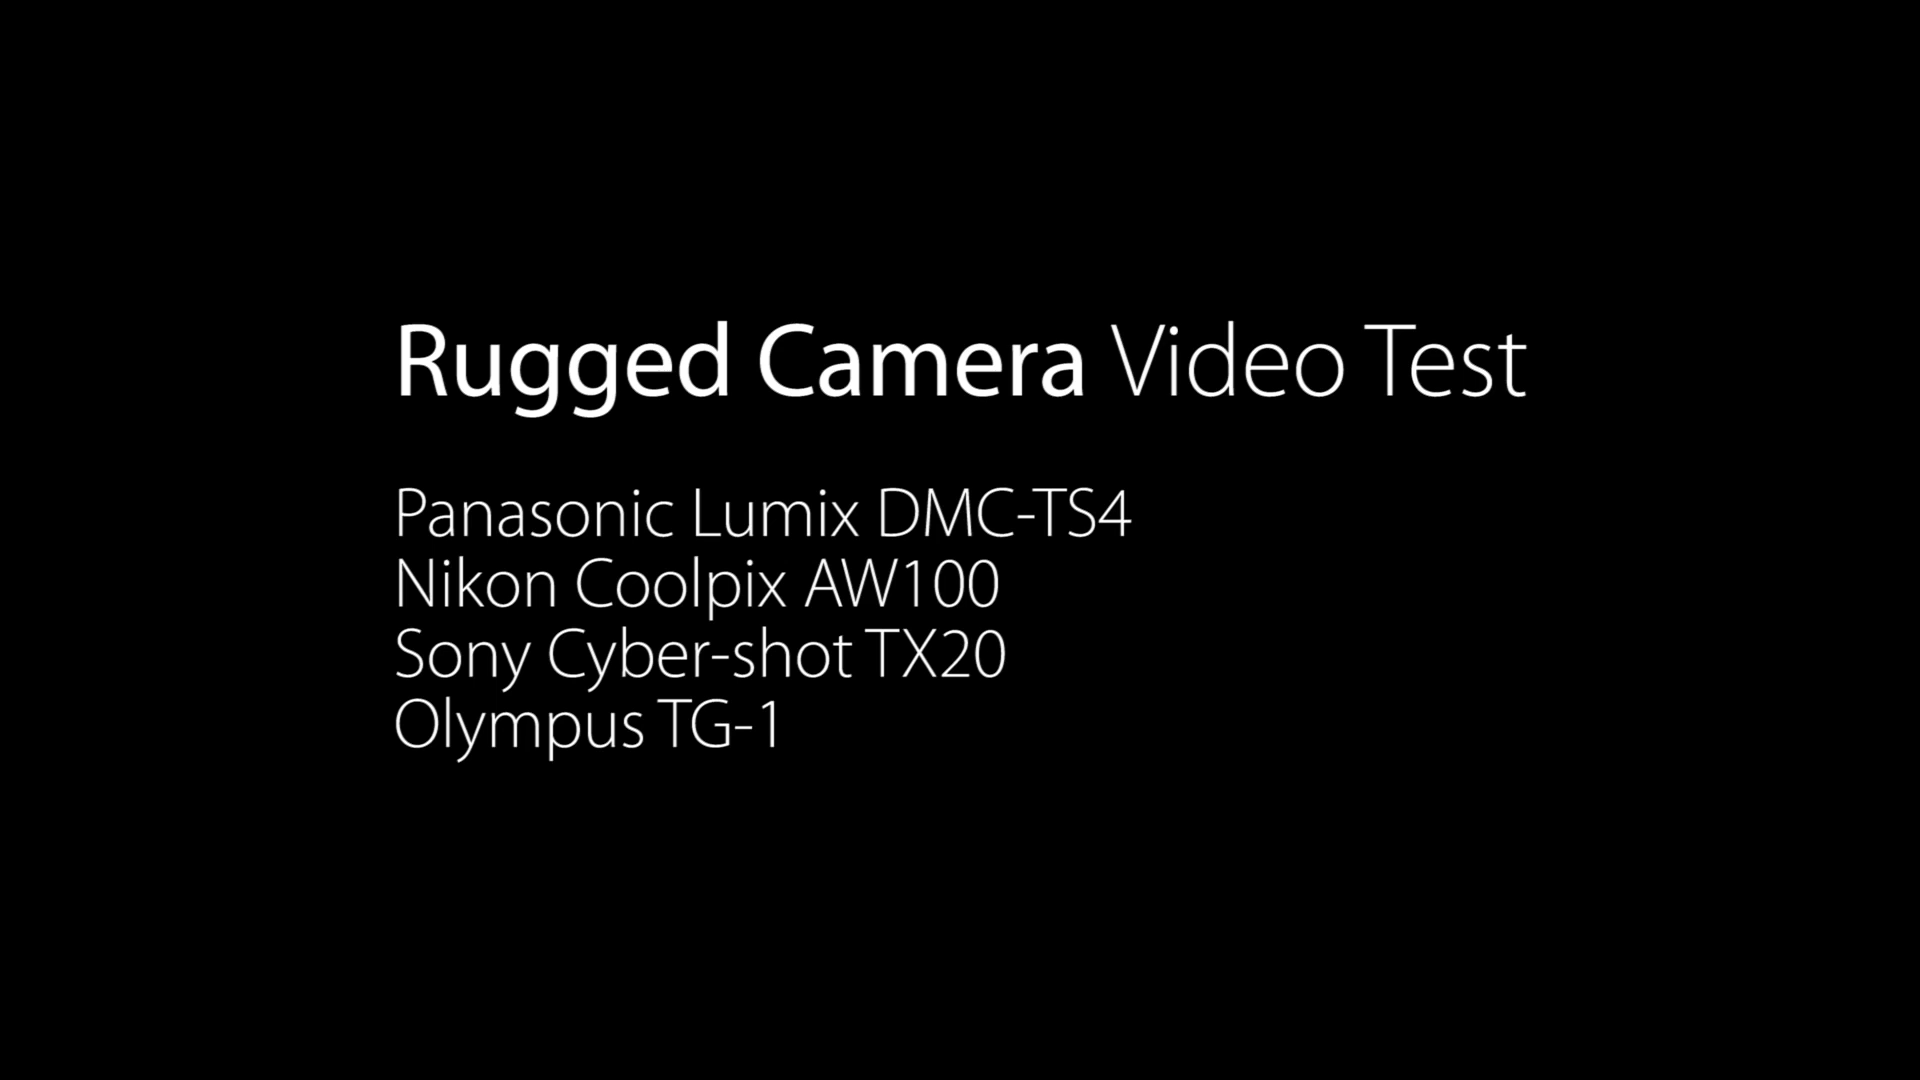 Rugged Camera Video Test
Panasonic Lumix DMC-TS4
Nikon Coolpix AW100
Sony Cyber-shot TX20
Olympus TG-1